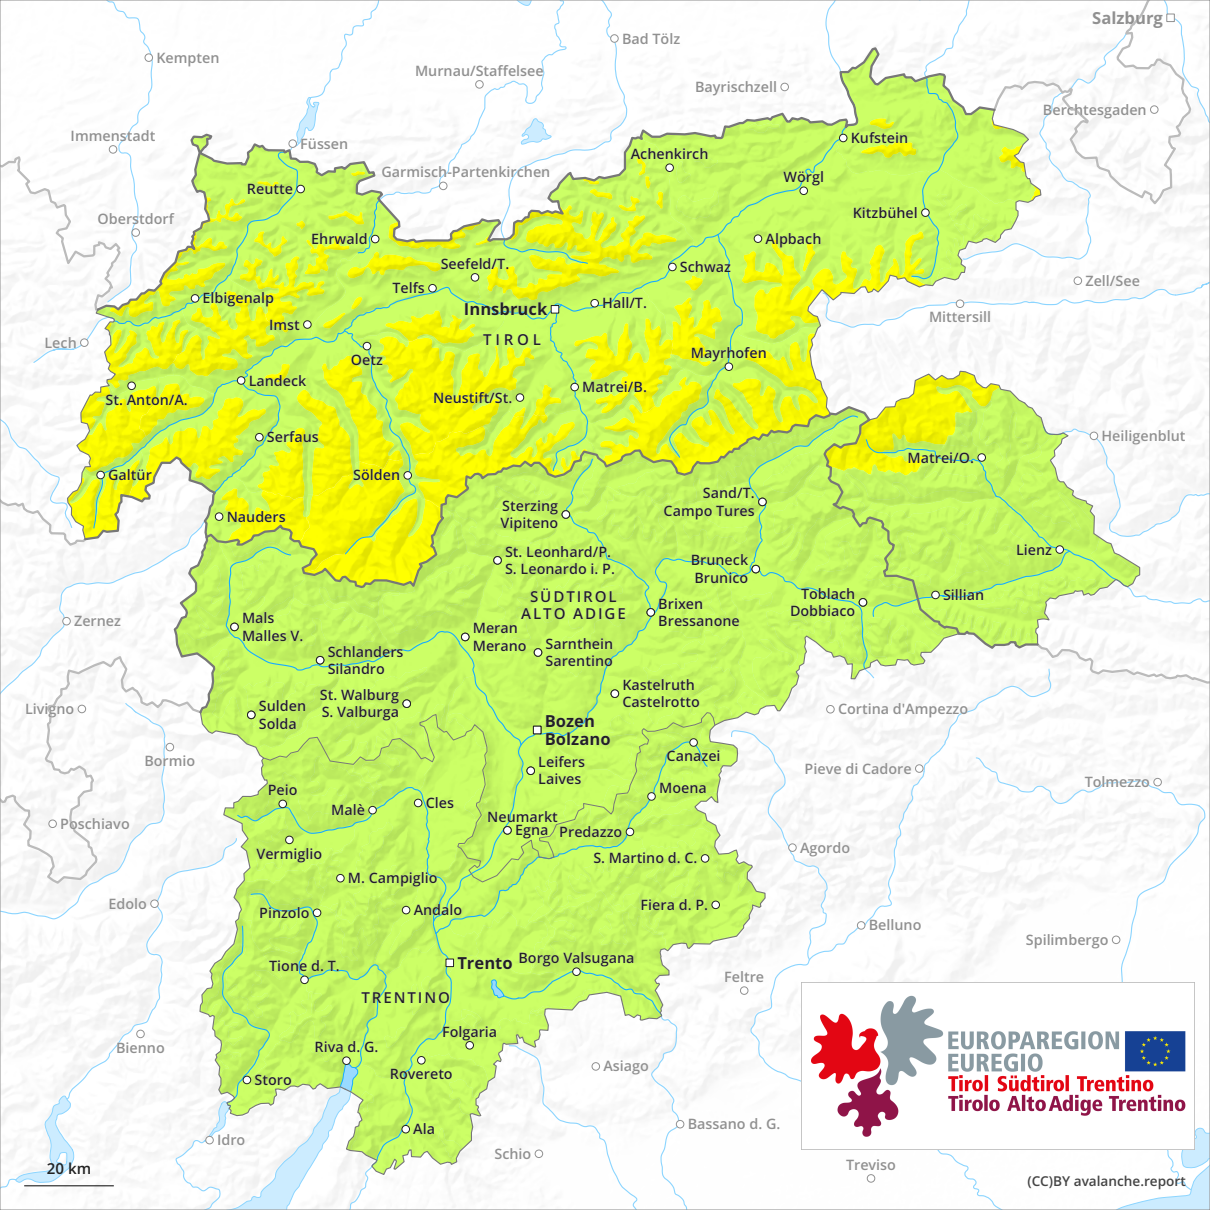 Salzburg
Bad Tölz
Kempten
Murnau/Staffelsee
Bayrischzell
Berchtesgaden
Immenstadt
Füssen
Kufstein
Achenkirch
Garmisch-Partenkirchen
Wörgl
Reutte
Oberstdorf
Kitzbühel
Ehrwald
Alpbach
Seefeld/T.
Schwaz
Zell/See
Telfs
Elbigenalp
Hall/T.
Innsbruck
Mittersill
Imst
TIROL
Lech
Oetz
Mayrhofen
Landeck
Matrei/B.
St. Anton/A.
Neustift/St.
Serfaus
Heiligenblut
Matrei/O.
Galtür
Sölden
Sand/T.
Campo Tures
Sterzing
Vipiteno
Nauders
St. Leonhard/P.
S. Leonardo i. P.
Lienz
Bruneck
Brunico
SÜDTIROL
ALTO ADIGE
Toblach
Dobbiaco
Sillian
Brixen
Bressanone
Zernez
Mals
Malles V.
Meran
Merano
Sarnthein
Sarentino
Schlanders
Silandro
Kastelruth
Castelrotto
St. Walburg
S. Valburga
Livigno
Sulden
Solda
Cortina d'Ampezzo
Bozen
Bolzano
Canazei
Bormio
Leifers
Laives
Pieve di Cadore
Tolmezzo
Peio
Moena
Malè
Cles
Neumarkt
Egna
Predazzo
Poschiavo
Agordo
Vermiglio
S. Martino d. C.
M. Campiglio
Edolo
Pinzolo
Andalo
Fiera d. P.
Belluno
Spilimbergo
Trento
Borgo Valsugana
Tione d. T.
Feltre
TRENTINO
Folgaria
Bienno
Riva d. G.
Rovereto
Asiago
Storo
EUROPAREGION
EUREGIO
Tirol Südtirol Trentino
Tirolo Alto Adige Trentino
Ala
Bassano d. G.
Idro
Schio
20 km
Treviso
(CC)BY avalanche.report